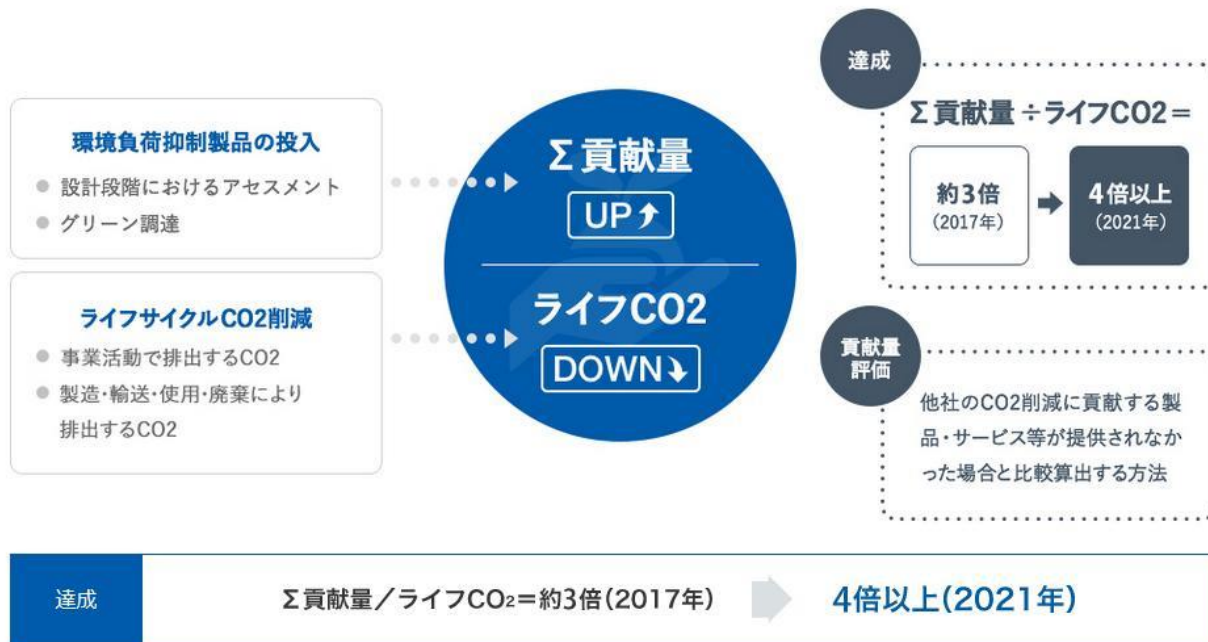 環境負荷抑制製品の投入
● 設計段階におけるアセスメント
● グリーン調達
ライフサイクルCO2削減
● 事業活動で排出するCO2
● 製造・輸送・使用・廃棄により
排出するCO2
Σ貢献量
UP
ライフCO2
DOWN
達成
Σ貢献量÷ライフCO2=
約3倍
(2017年)
4倍以上
(2021年)
貢献量
評価
他社のCO2削減に貢献する製
品・サービス等が提供されなか
った場合と比較算出する方法
達成
Σ貢献量／ライフCO₂＝約3倍(2017年)
4倍以上(2021年)